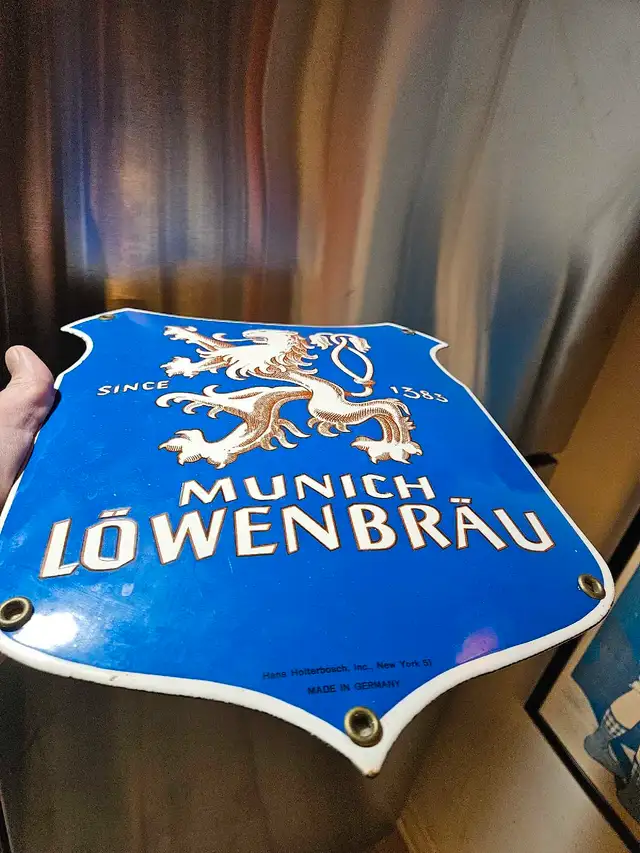 SINCE 1383
MUNICH
LÖWENBRÄU
Hans Holterbosch, Inc., New York 51
MADE IN GERMANY